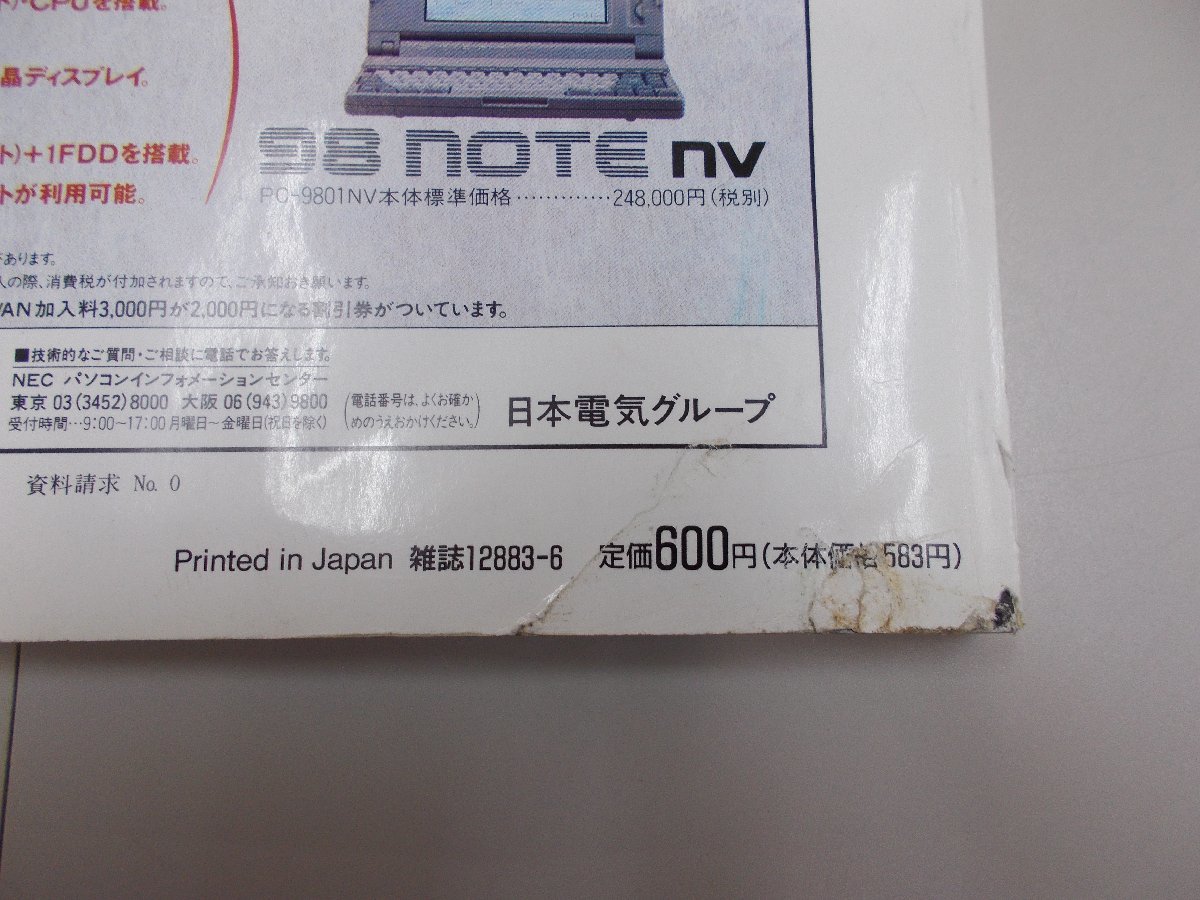 ト)・CPUを搭載。
晶ディスプレイ。
ト)+1FDDを搭載。
トが利用可能。
98 NOTE nv
PC-9801NV本体標準価格⋯⋯⋯⋯⋯248,000円(税別)
があります。
入の際、消費税が付加されますので、ご承知おき願います。
VAN加入料3,000円が2,000円になる割引券がついています。
■技術的なご質問・ご相談に電話でお答えします。
NEC パソコンインフォメーションセンター
東京 03(3452)8000 大阪 06(943)9800
受付時間…9:00〜17:00 月曜日〜金曜日(祝日を除く)
(電話番号は、よくお確か
めのうえおかけください。)
日本電気グループ
資料請求 No. 0
Printed in Japan 雑誌12883-6 定価600円(本体価格583円)